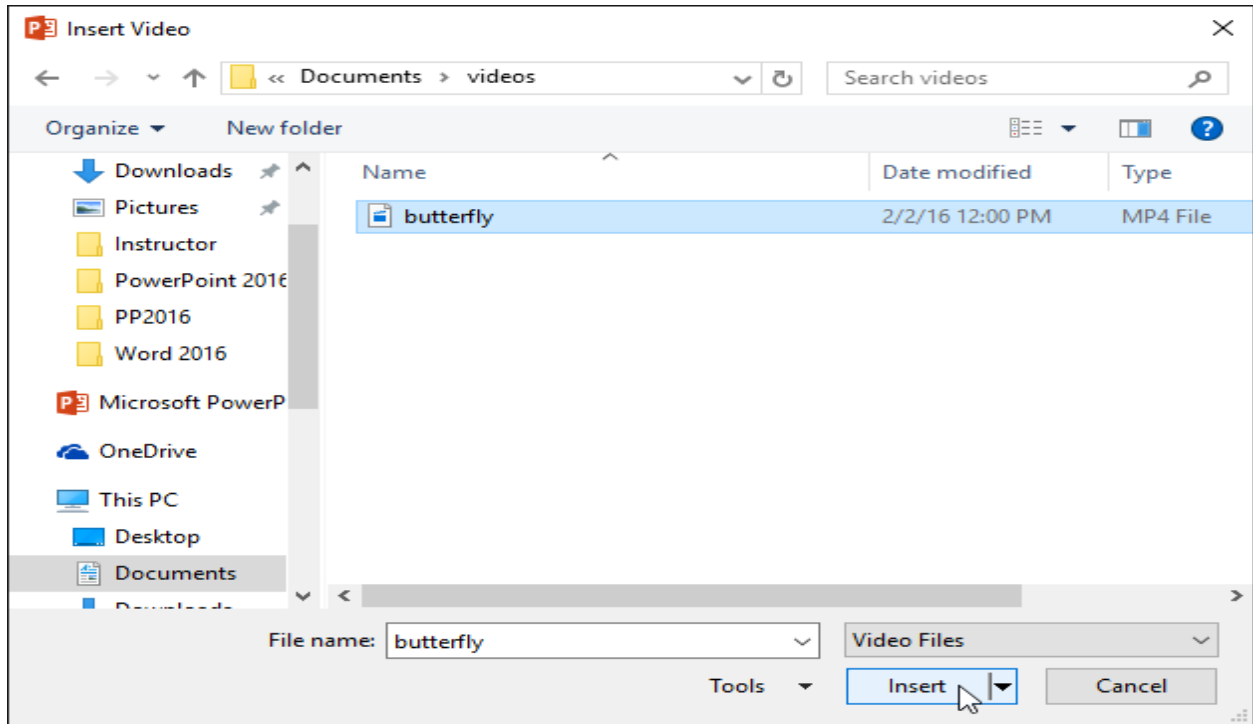 Insert Video
« Documents > videos
Search videos
Organize
New folder
Name
Date modified
Type
butterfly
2/2/16 12:00 PM
MP4 File
Downloads
Pictures
Instructor
PowerPoint 2016
PP2016
Word 2016
Microsoft PowerP
OneDrive
This PC
Desktop
Documents
File name:
butterfly
Video Files
Tools
Insert
Cancel